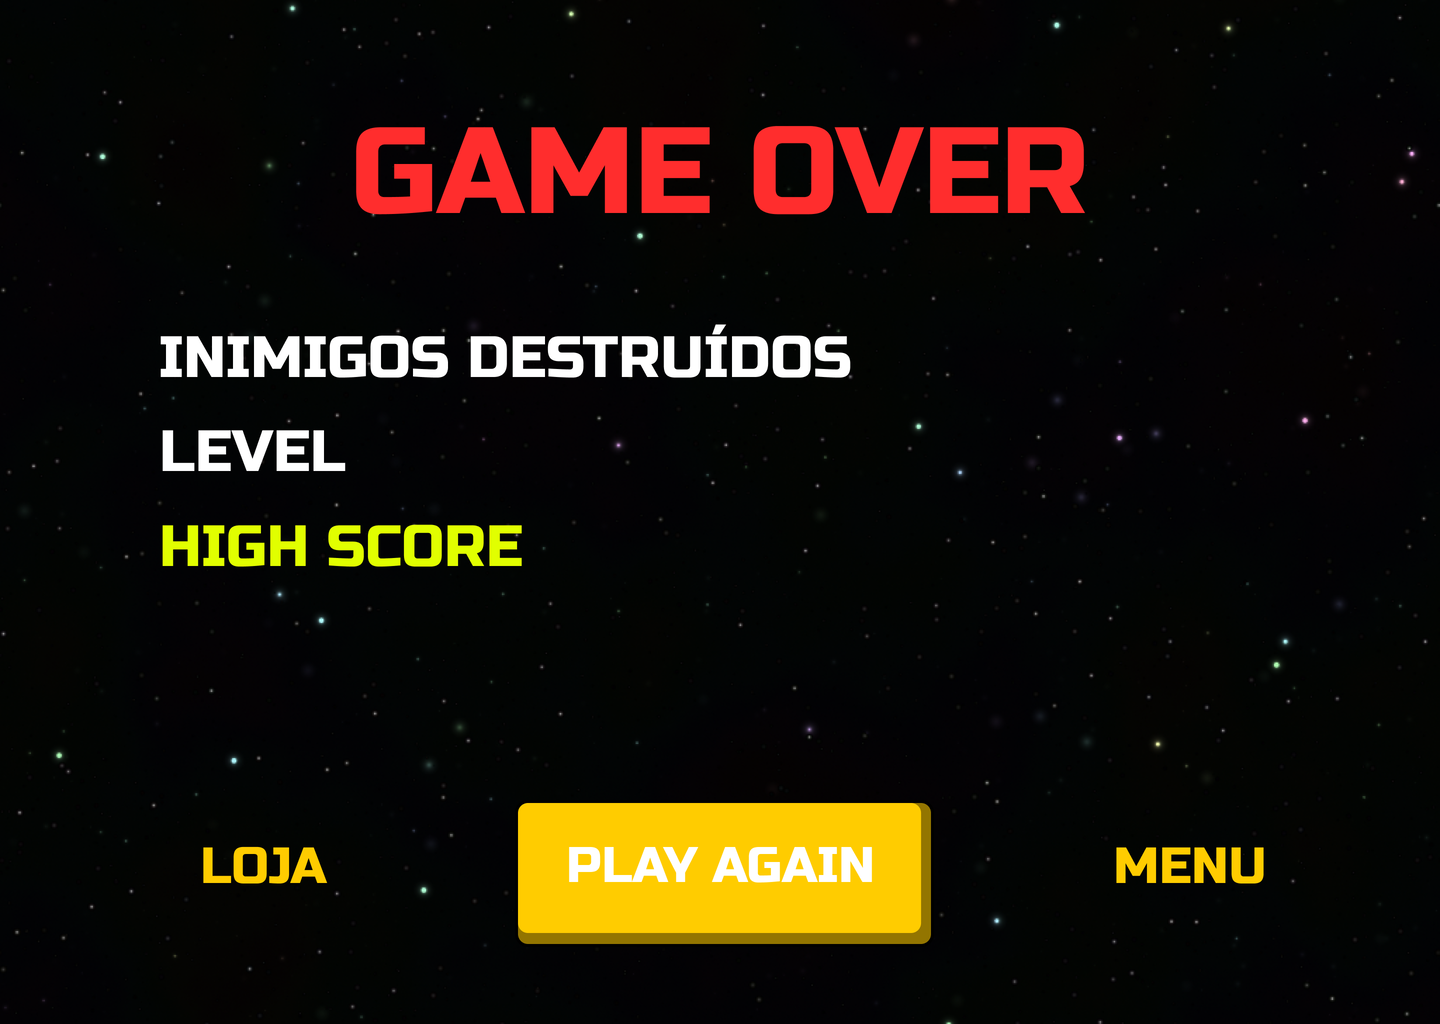 GAME OVER
INIMIGOS DESTRUÍDOS
LEVEL
HIGH SCORE
LOJA
PLAY AGAIN
MENU